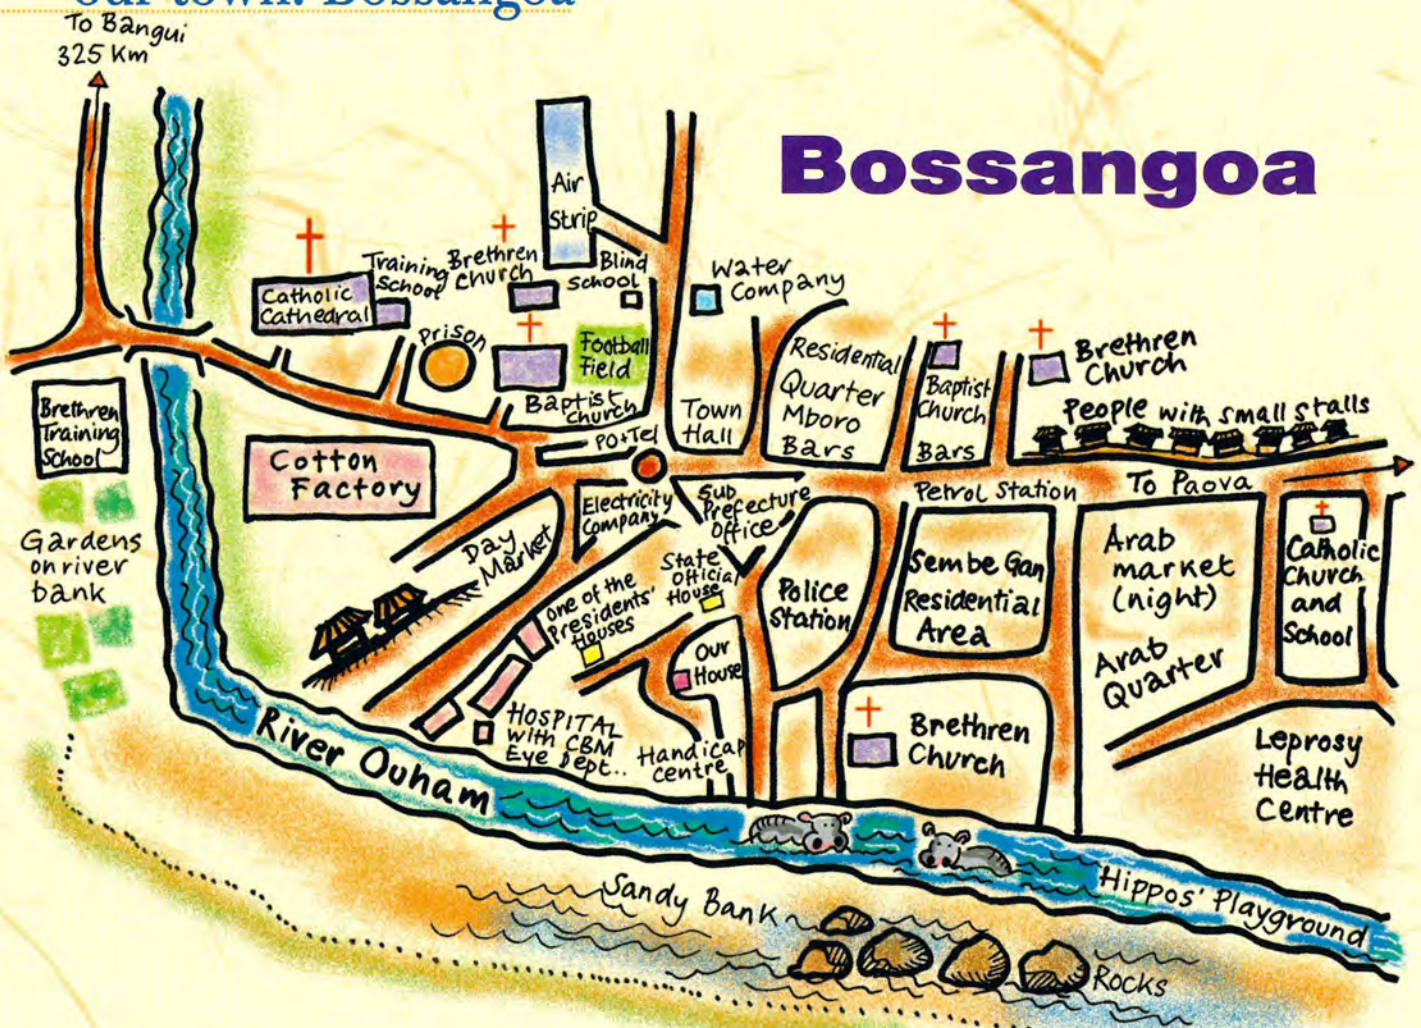 our town: Bossangoa
To Bangui
325 Km
Bossangoa
Air
Strip
Catholic
Cathedral
Training
School
Brethren
Church
Blind
School
Water
Company
Prison
Football
Field
Baptist
Church
PO+Tel
Town
Hall
Residential
Quarter
Mboro
Bars
Baptist
Church
Bars
Brethren
Church
People with small stalls
Brethren
Training
School
Cotton
Factory
Electricity
Company
Sub
Prefecture
Office
Petrol Station
To Paova
Gardens
on river
bank
Day
Market
One of the
Presidents'
Houses
State
Official
House
Police
Station
Sembe Gan
Residential
Area
Arab
market
(night)
Arab
Quarter
Catholic
Church
and
School
Our
House
HOSPITAL
with CBM
Eye Dept..
Handicap
centre
Brethren
Church
Leprosy
Health
Centre
River Ouham
Hippos' Playground
Sandy Bank
Rocks